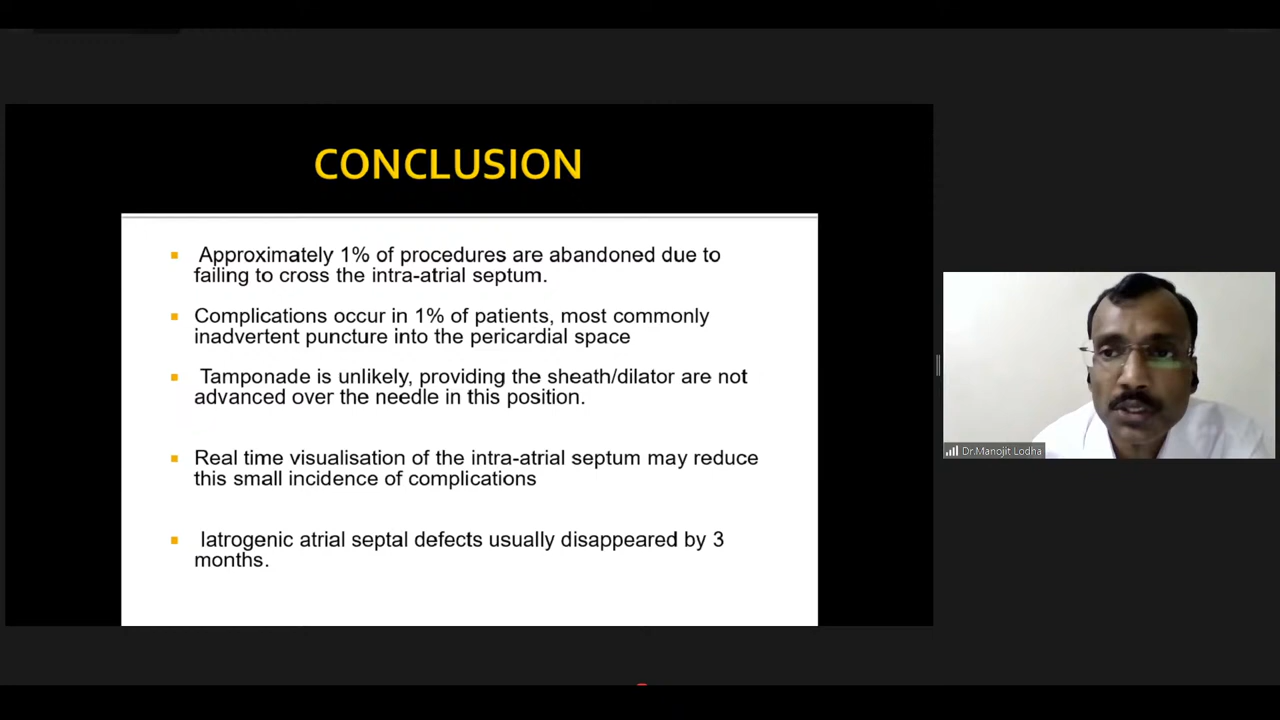 CONCLUSION
Approximately 1% of procedures are abandoned due to
failing to cross the intra-atrial septum.
Complications occur in 1% of patients, most commonly
inadvertent puncture into the pericardial space
Tamponade is unlikely, providing the sheath/dilator are not
advanced over the needle in this position.
Real time visualisation of the intra-atrial septum may reduce
this small incidence of complications
Iatrogenic atrial septal defects usually disappeared by 3
months.
Dr.Manojit Lodha